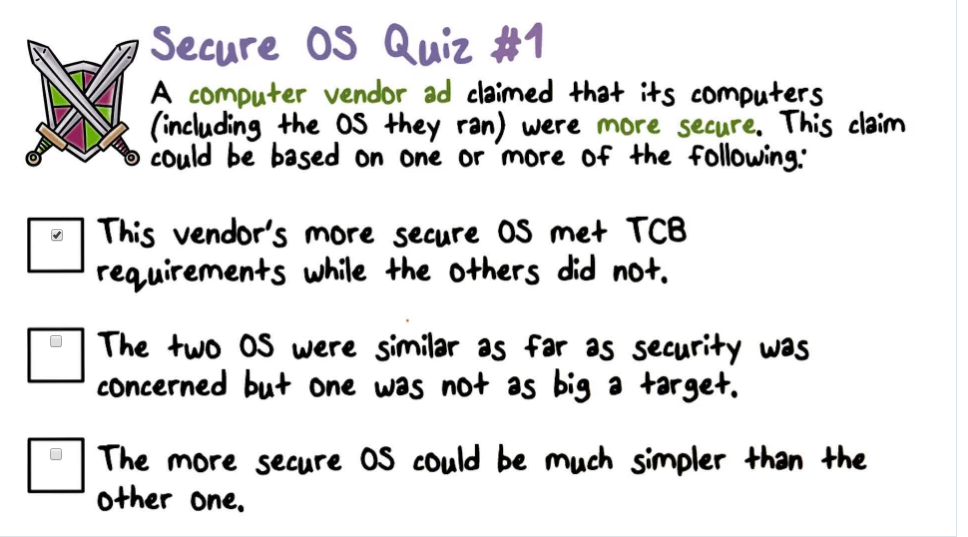 Secure OS Quiz #1
A computer vendor ad claimed that its computers
(including the OS they ran) were more secure. This claim
could be based on one or more of the following:
This vendor's more secure OS met TCB
requirements while the others did not.
The two OS were similar as far as security was
concerned but one was not as big a target.
The more secure OS could be much simpler than the
other one.